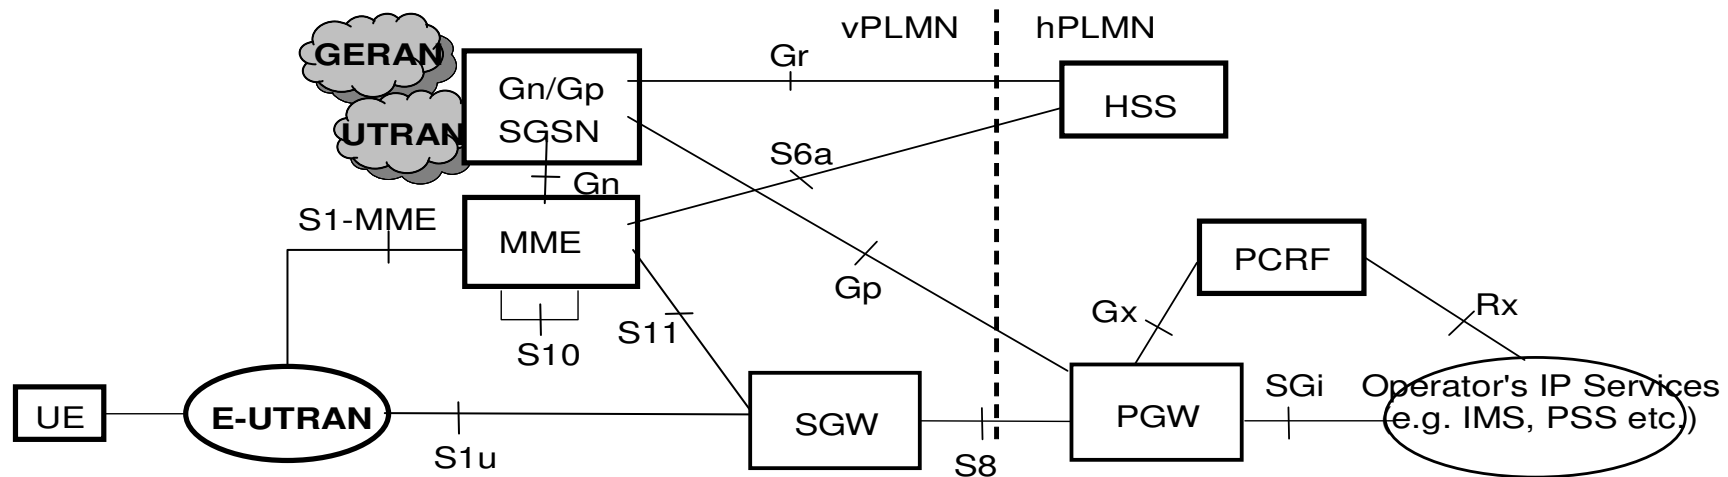 vPLMN
hPLMN
GERAN
Gr
Gn/Gp
SGSN
HSS
UTRAN
S6a
Gn
S1-MME
MME
PCRF
Gp
Gx
Rx
S11
S10
SGi
Operator's IP Services
(e.g. IMS, PSS etc.)
UE
E-UTRAN
SGW
PGW
S1u
S8